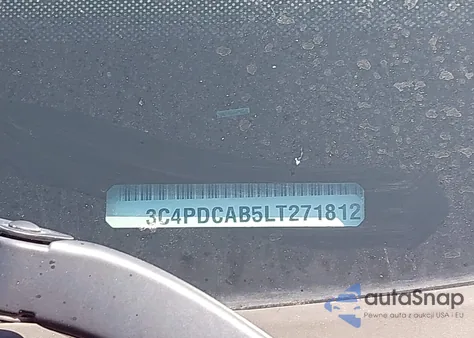 3C4PDCAB5LT271812
autoSnap
Pewne auta z aukcji USA i EU